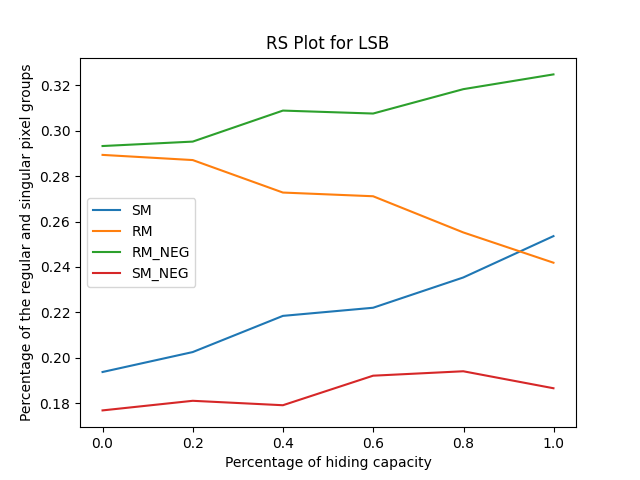 RS Plot for LSB
Percentage of the regular and singular pixel groups
0.32
0.30
0.28
0.26
0.24
0.22
0.20
0.18
SM
RM
RM_NEG
SM_NEG
0.0 0.2 0.4 0.6 0.8 1.0
Percentage of hiding capacity